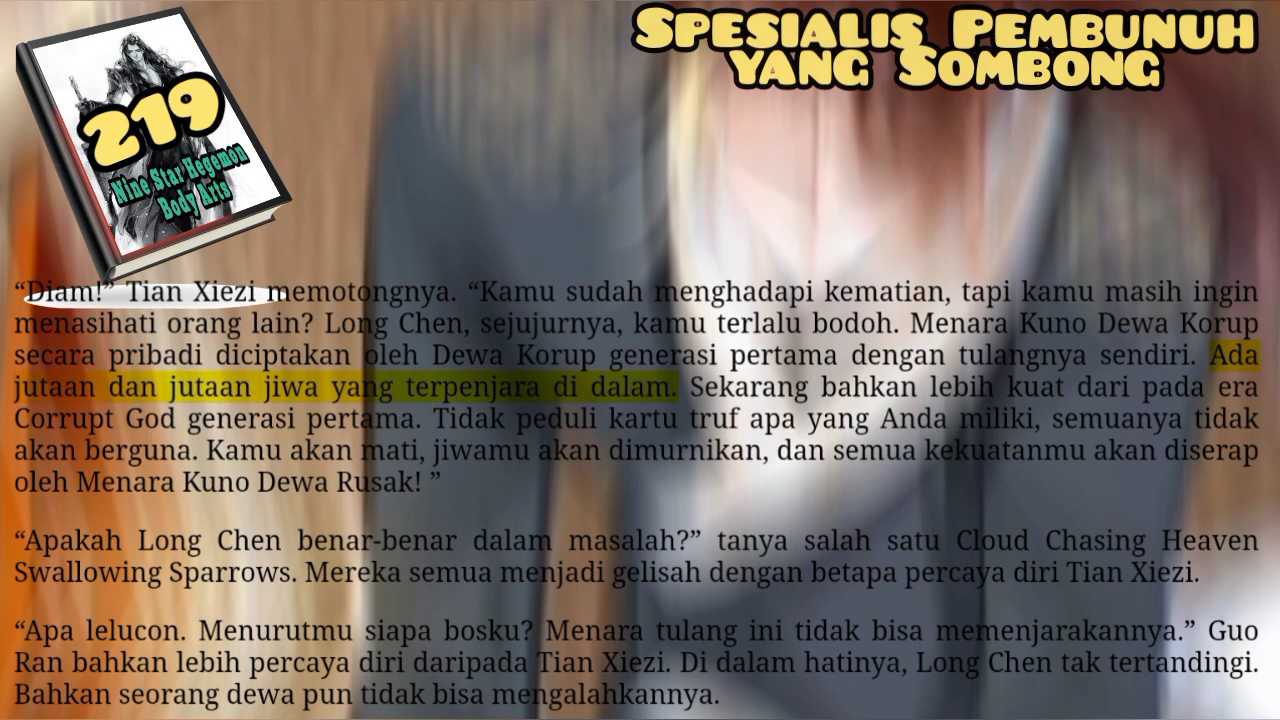 SPESIALIS PEMBUNUH
YANG SOMBONG
219
Nine Star Hegemon
Body Arts
“Diam!” Tian Xiezi memotongnya. “Kamu sudah menghadapi kematian, tapi kamu masih ingin
menasihati orang lain? Long Chen, sejujurnya, kamu terlalu bodoh. Menara Kuno Dewa Korup
secara pribadi diciptakan oleh Dewa Korup generasi pertama dengan tulangnya sendiri. Ada
jutaan dan jutaan jiwa yang terpenjara di dalam. Sekarang bahkan lebih kuat dari pada era
Corrupt God generasi pertama. Tidak peduli kartu truf apa yang Anda miliki, semuanya tidak
akan berguna. Kamu akan mati, jiwamu akan dimurnikan, dan semua kekuatanmu akan diserap
oleh Menara Kuno Dewa Rusak! ”
“Apakah Long Chen benar-benar dalam masalah?” tanya salah satu Cloud Chasing Heaven
Swallowing Sparrows. Mereka semua menjadi gelisah dengan betapa percaya diri Tian Xiezi.
“Apa lelucon. Menurutmu siapa bosku? Menara tulang ini tidak bisa memenjarakannya.” Guo
Ran bahkan lebih percaya diri daripada Tian Xiezi. Di dalam hatinya, Long Chen tak tertandingi.
Bahkan seorang dewa pun tidak bisa mengalahkannya.